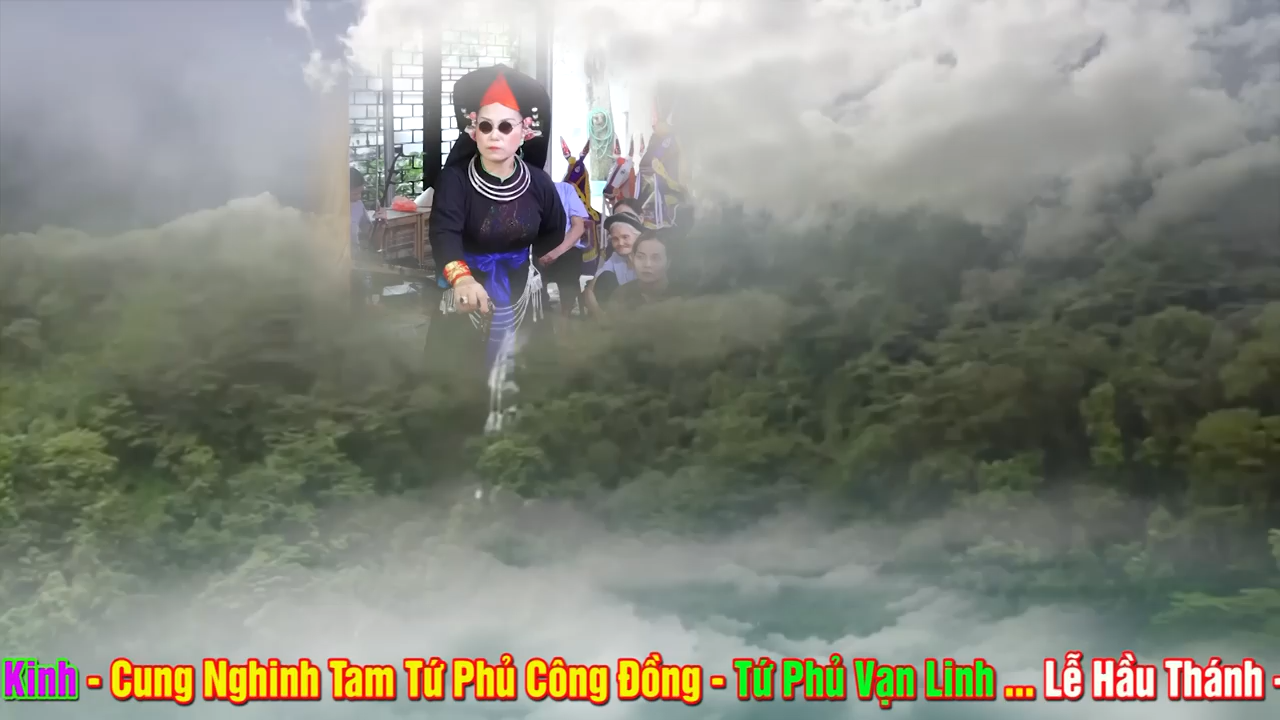 Kinh - Cung Nghinh Tam Tứ Phủ Công Đồng - Tứ Phủ Vạn Linh ... Lễ Hầu Thánh -